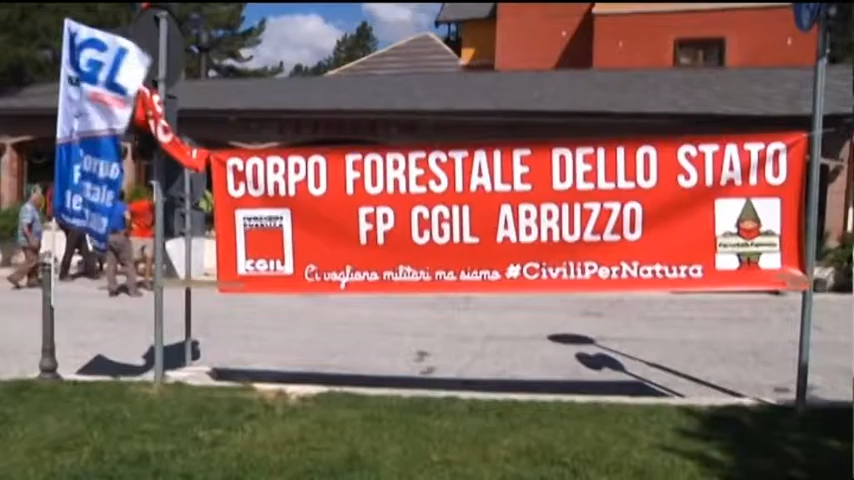 CORPO FORESTALE DELLO STATO
FP CGIL ABRUZZO
CGIL
Ci vogliono militari ma siamo #CiviliPerNatura